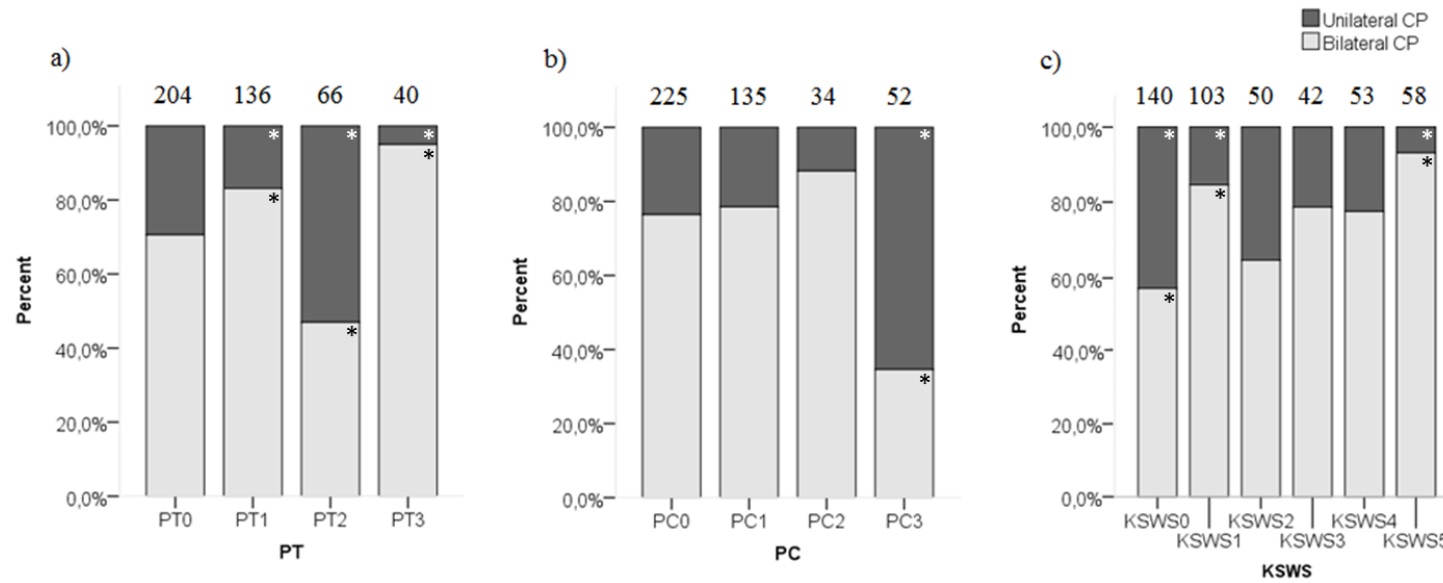 Unilateral CP
Bilateral CP
a)
204 136 66 40
100,0%
80,0%
60,0%
40,0%
20,0%
0,0%
Percent
* * *
* * *
PT0 PT1 PT2 PT3
PT
b)
225 135 34 52
100,0%
80,0%
60,0%
40,0%
20,0%
0,0%
Percent
*
*
PC0 PC1 PC2 PC3
PC
c)
140 103 50 42 53 58
100,0%
80,0%
60,0%
40,0%
20,0%
0,0%
Percent
* * *
* * *
KSWS0 KSWS2 KSWS4
KSWS1 KSWS3 KSWS5
KSWS